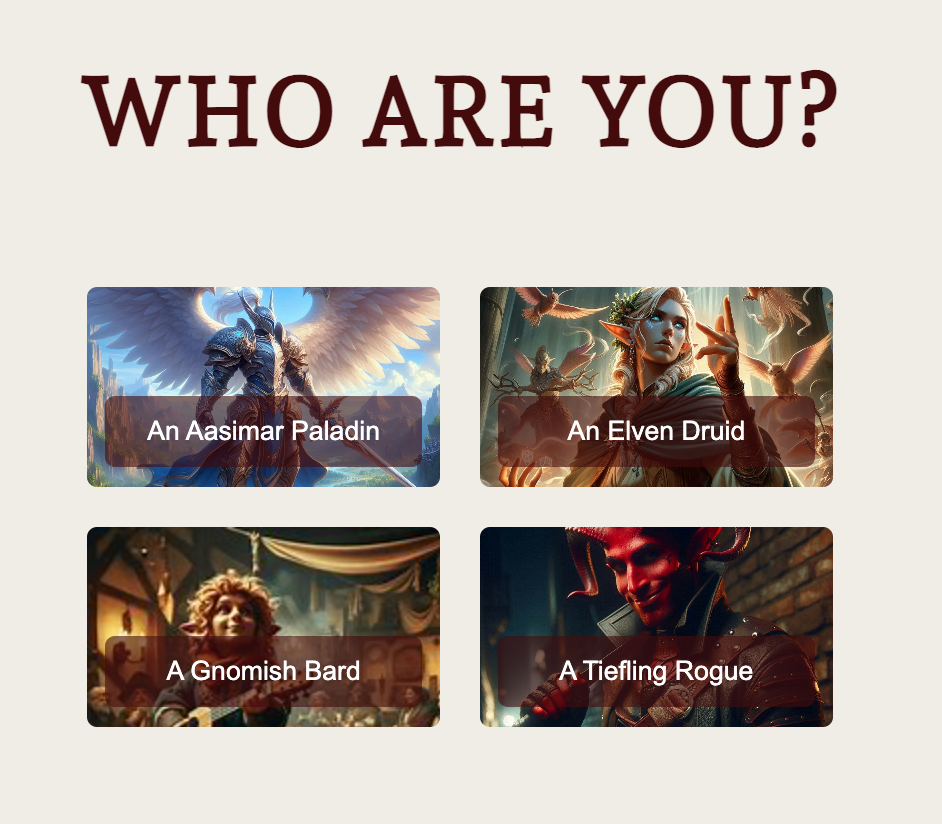 WHO ARE YOU?
An Aasimar Paladin
An Elven Druid
A Gnomish Bard
A Tiefling Rogue